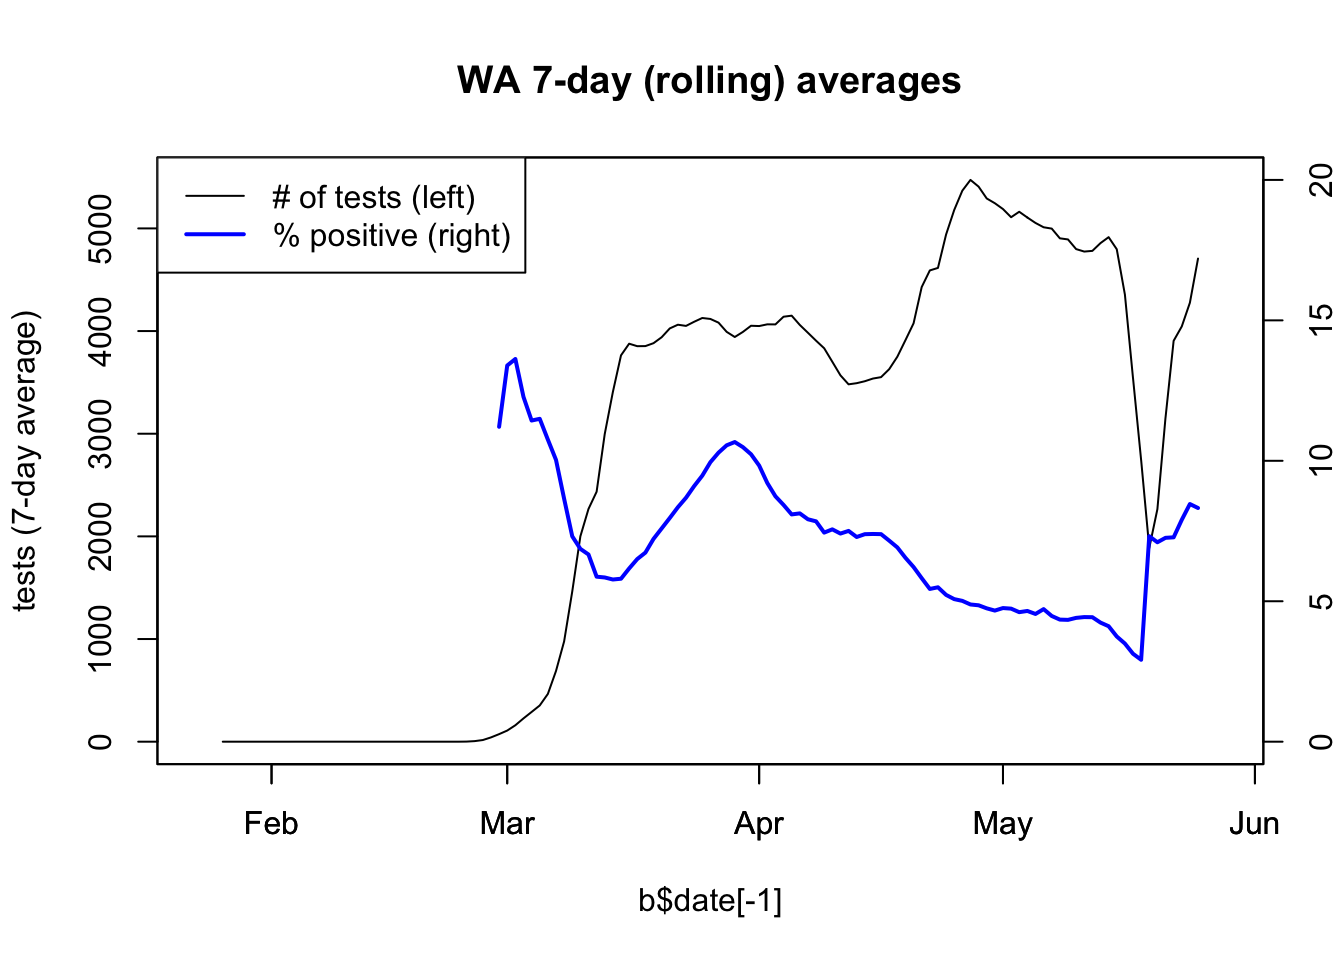 WA 7-day (rolling) averages
# of tests (left)
% positive (right)
tests (7-day average)
5000
4000
3000
2000
1000
0
20
15
10
5
0
Feb Mar Apr May Jun
b$date[-1]